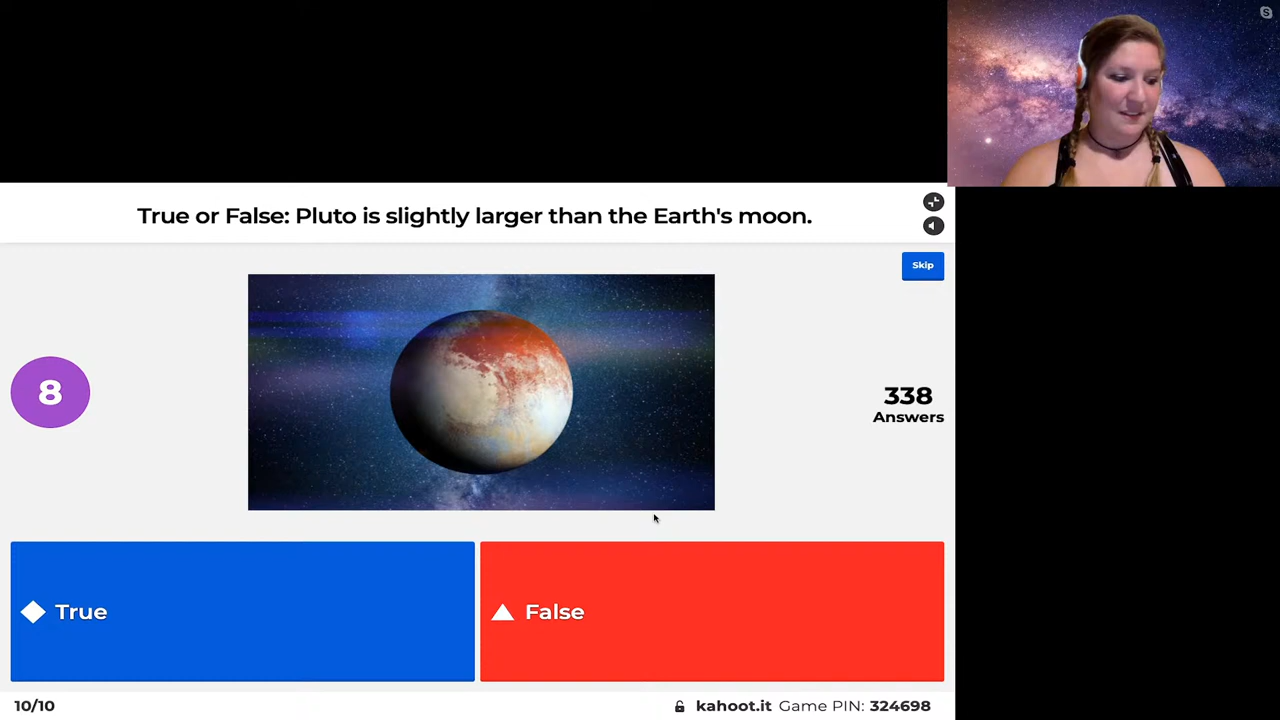 True or False: Pluto is slightly larger than the Earth's moon.
Skip
8
338
Answers
True
False
10/10
kahoot.it Game PIN: 324698